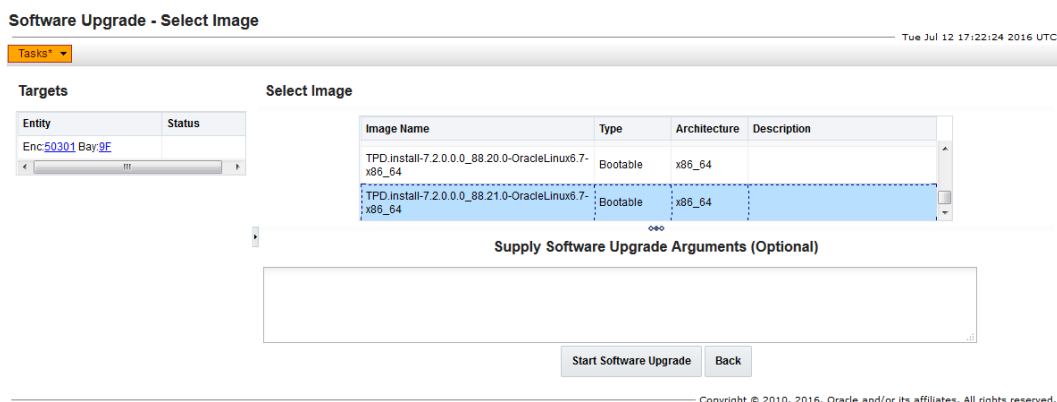 Software Upgrade - Select Image
Tue Jul 12 17:22:24 2016 UTC
Tasks*
Targets
Entity Status
Enc:50301 Bay:9F
Select Image
Image Name Type Architecture Description
TPD.install-7.2.0.0.0_88.20.0-OracleLinux6.7-
x86_64 Bootable x86_64
TPD.install-7.2.0.0.0_88.21.0-OracleLinux6.7-
x86_64 Bootable x86_64
Supply Software Upgrade Arguments (Optional)
Start Software Upgrade Back
Copyright © 2010, 2016, Oracle and/or its affiliates. All rights reserved.